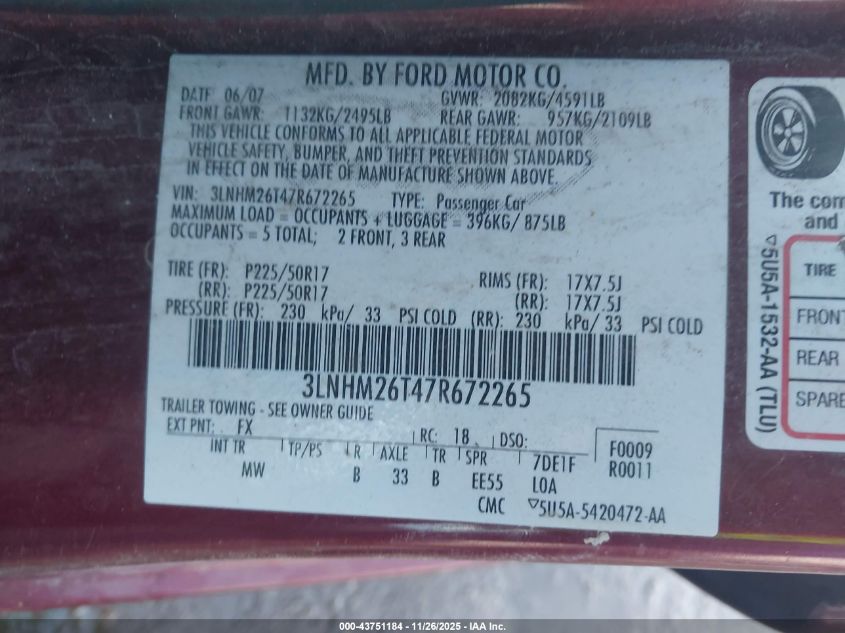 MFD. BY FORD MOTOR CO.
DATE 06/07 GVWR: 2082KG/4591LB
FRONT GAWR: 1132KG/2495LB REAR GAWR: 957KG/2109LB
THIS VEHICLE CONFORMS TO ALL APPLICABLE FEDERAL MOTOR
VEHICLE SAFETY, BUMPER, AND THEFT PREVENTION STANDARDS
IN EFFECT ON THE DATE OF MANUFACTURE SHOWN ABOVE.
VIN: 3LNHM26T47R672265 TYPE: Passenger Car
MAXIMUM LOAD = OCCUPANTS + LUGGAGE = 396KG/ 875LB
OCCUPANTS = 5 TOTAL; 2 FRONT, 3 REAR
TIRE (FR): P225/50R17 RIMS (FR): 17X7.5J
(RR): P225/50R17 (RR): 17X7.5J
PRESSURE (FR): 230 kPa/ 33 PSI COLD (RR): 230 kPa/ 33 PSI COLD
3LNHM26T47R672265
TRAILER TOWING - SEE OWNER GUIDE
EXT PNT: FX RC: 18 DSO:
INT TR TP/PS R AXLE TR SPR 7DE1F
MW B 33 B EE55 LOA
F0009
R0011
CMC ▽5U5A-5420472-AA
The com
and
▽5U5A-1532-AA (TLU)
TIRE
FRONT
REAR
SPARE
000-43751184 - 11/26/2025 - IAA Inc.